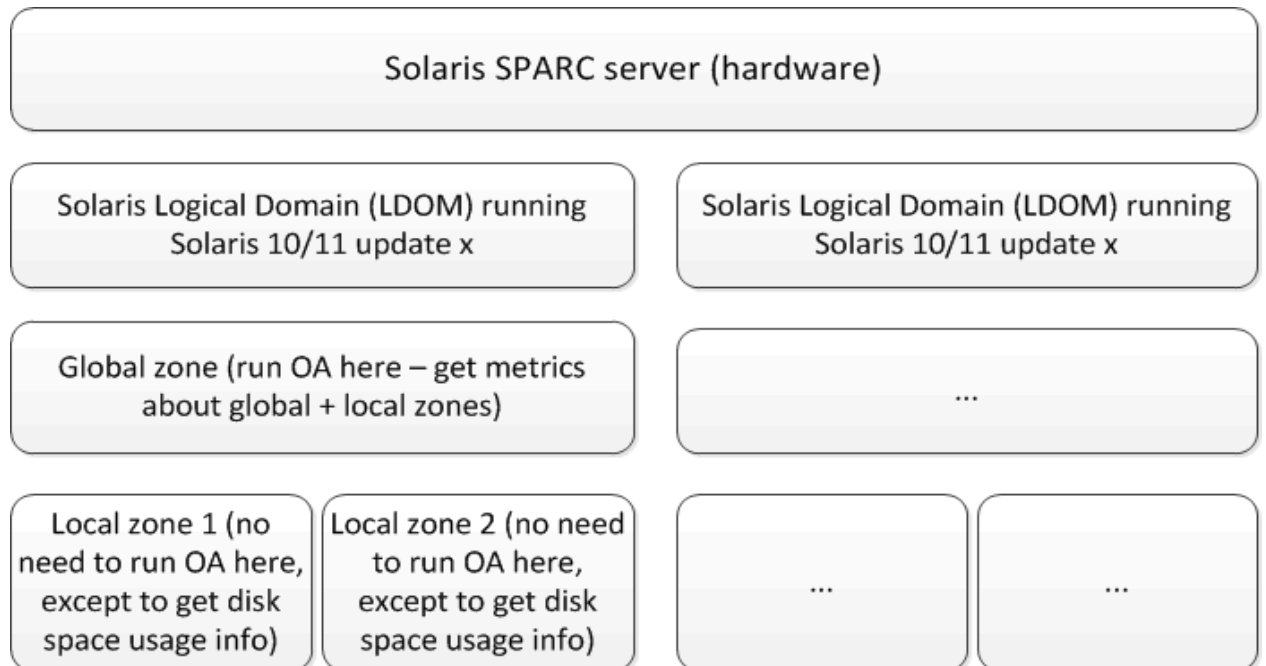 Solaris SPARC server (hardware)
Solaris Logical Domain (LDOM) running
Solaris 10/11 update x
Solaris Logical Domain (LDOM) running
Solaris 10/11 update x
Global zone (run OA here – get metrics
about global + local zones)
...
Local zone 1 (no
need to run OA here,
except to get disk
space usage info)
Local zone 2 (no need
to run OA here,
except to get disk
space usage info)
...
...